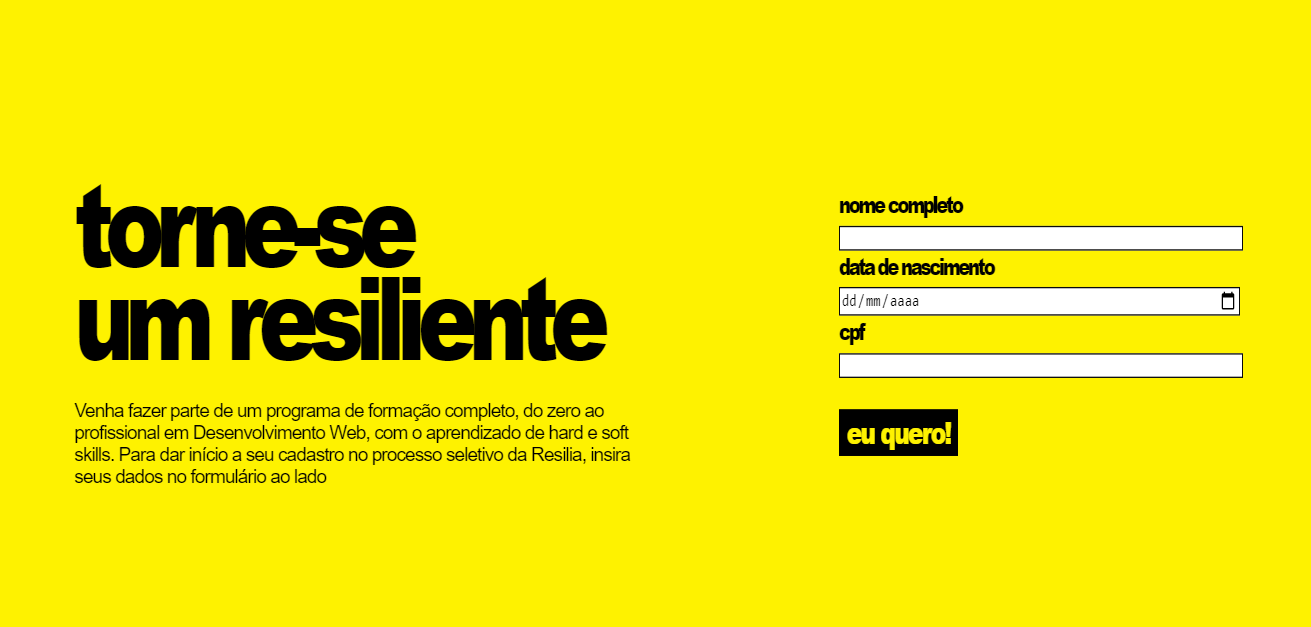 torne-se
um resiliente
Venha fazer parte de um programa de formação completo, do zero ao
profissional em Desenvolvimento Web, com o aprendizado de hard e soft
skills. Para dar início a seu cadastro no processo seletivo da Resilia, insira
seus dados no formulário ao lado
nome completo
data de nascimento
dd/mm/aaaa
cpf
eu quero!